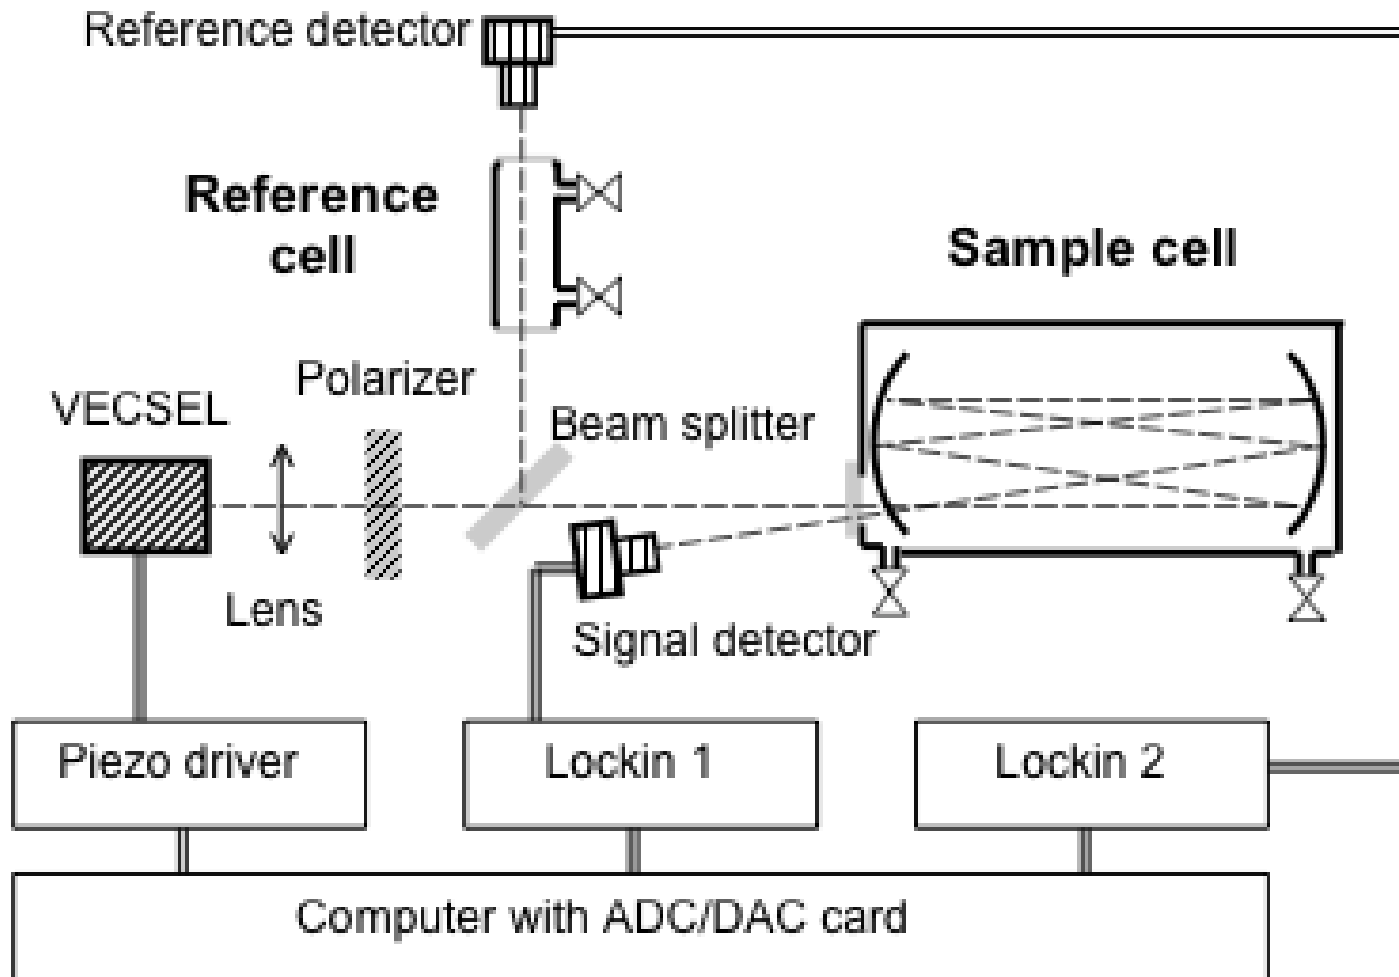 Reference detector
Reference
cell
Sample cell
Polarizer
VECSEL
Beam splitter
Lens
Signal detector
Piezo driver
Lockin 1
Lockin 2
Computer with ADC/DAC card